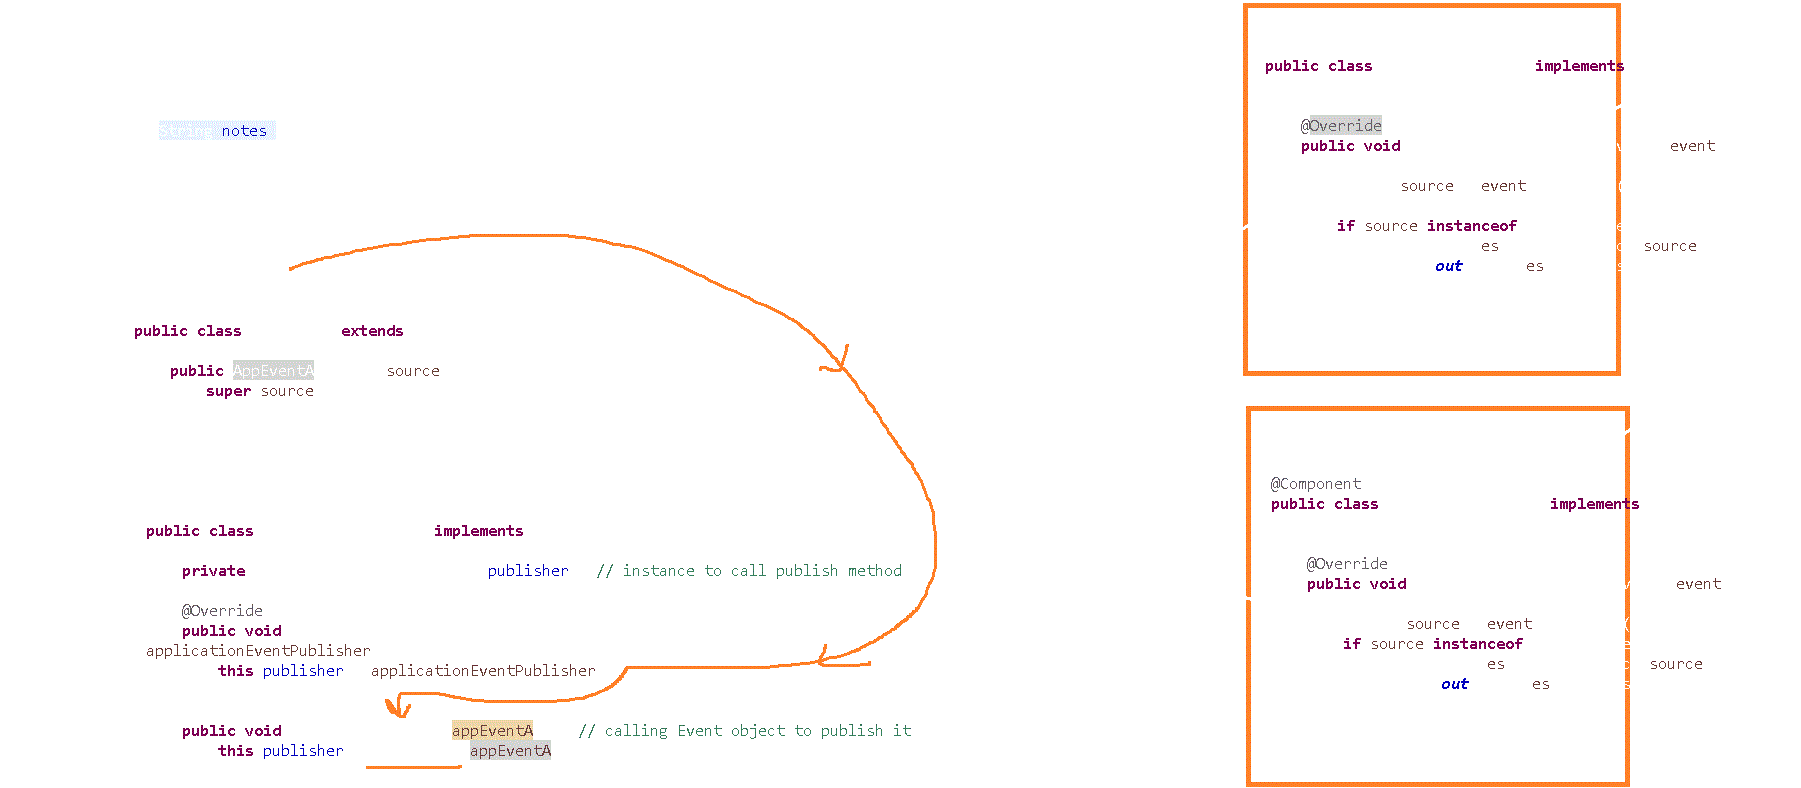 String notes
public class extends
public AppEventA source
super source
public class implements
private publisher // instance to call publish method
@Override
public void
applicationEventPublisher
this publisher applicationEventPublisher
public void appEventA // calling Event object to publish it
this publisher appEventA
public class implements
@Override
public void event
source event
if source instanceof
es source
out es
@Component
public class implements
@Override
public void event
source event
if source instanceof
es source
out es